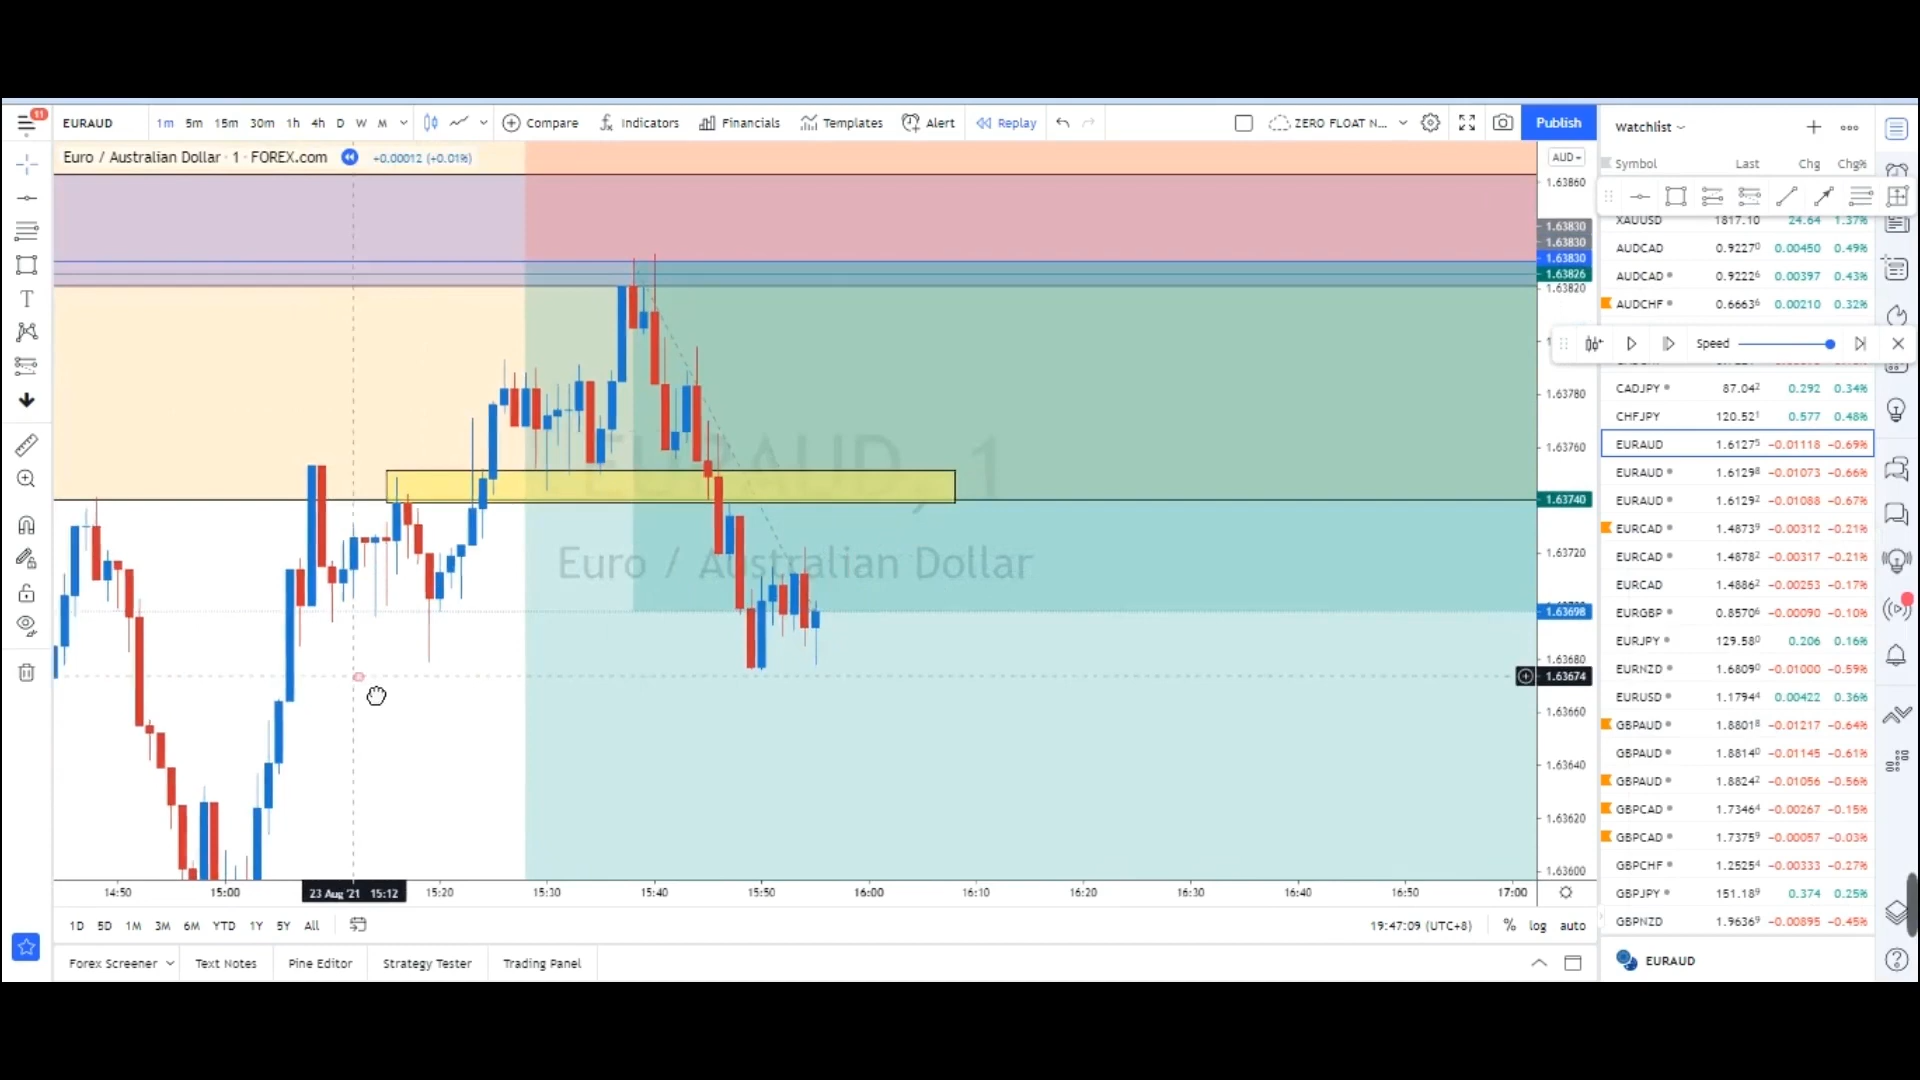 11
EURAUD 1m 5m 15m 30m 1h 4h D W M Compare Indicators Financials Templates Alert Replay ZERO FLOAT N... Publish
Euro / Australian Dollar · 1 · FOREX.com +0.00012 (+0.01%)
AUD
1.63860
1.63830
1.63830
1.63830
1.63826
1.63820
1.63780
1.63760
1.63740
1.63720
1.63698
1.63680
1.63674
1.63660
1.63640
1.63620
1.63600
EURAUD, 1
Euro / Australian Dollar
14:50 15:00 23 Aug '21 15:12 15:20 15:30 15:40 15:50 16:00 16:10 16:20 16:30 16:40 16:50 17:00
1D 5D 1M 3M 6M YTD 1Y 5Y All 19:47:09 (UTC+8) % log auto
Forex Screener Text Notes Pine Editor Strategy Tester Trading Panel
Watchlist
Symbol Last Chg Chg%
XAUUSD 1817.10 24.64 1.37%
AUDCAD 0.92270 0.00450 0.49%
AUDCAD 0.92226 0.00397 0.43%
AUDCHF 0.66636 0.00210 0.32%
Speed
CADJPY 87.042 0.292 0.34%
CHFJPY 120.521 0.577 0.48%
EURAUD 1.61275 −0.01118 −0.69%
EURAUD 1.61298 −0.01073 −0.66%
EURAUD 1.61292 −0.01088 −0.67%
EURCAD 1.48739 −0.00312 −0.21%
EURCAD 1.48782 −0.00317 −0.21%
EURCAD 1.48862 −0.00253 −0.17%
EURGBP 0.85706 −0.00090 −0.10%
EURJPY 129.580 0.206 0.16%
EURNZD 1.68090 −0.01000 −0.59%
EURUSD 1.17944 0.00422 0.36%
GBPAUD 1.88018 −0.01217 −0.64%
GBPAUD 1.88140 −0.01145 −0.61%
GBPAUD 1.88242 −0.01056 −0.56%
GBPCAD 1.73464 −0.00267 −0.15%
GBPCAD 1.73759 −0.00057 −0.03%
GBPCHF 1.25254 −0.00333 −0.27%
GBPJPY 151.189 0.374 0.25%
GBPNZD 1.96369 −0.00895 −0.45%
EURAUD